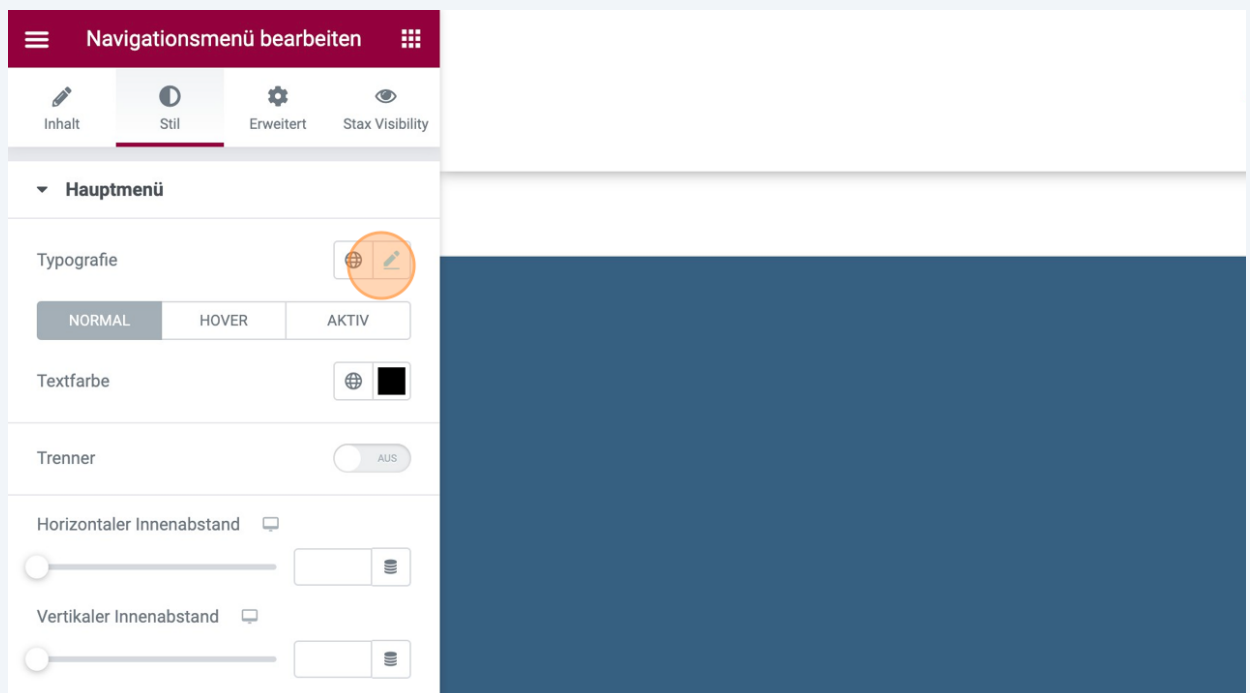 Navigationsmenü bearbeiten
Inhalt Stil Erweitert Stax Visibility
Hauptmenü
Typografie
NORMAL HOVER AKTIV
Textfarbe
Trenner AUS
Horizontaler Innenabstand
Vertikaler Innenabstand